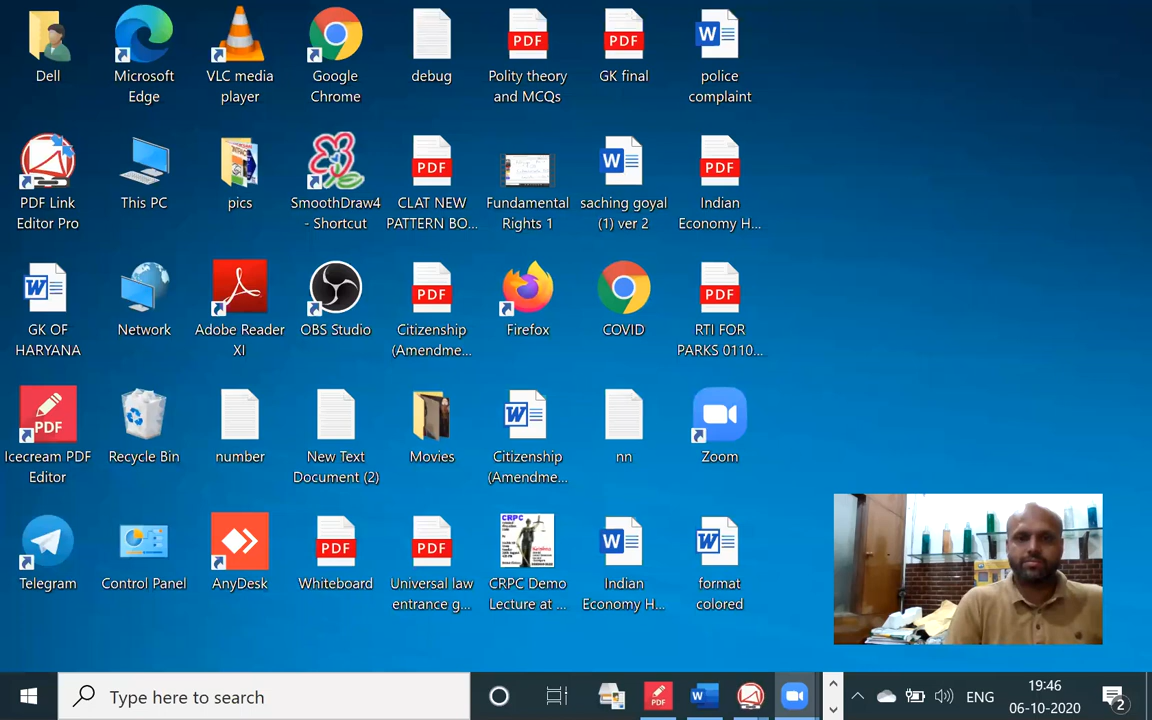 Dell
Microsoft
Edge
VLC media
player
Google
Chrome
debug
PDF
Polity theory
and MCQs
PDF
GK final
W
police
complaint
PDF Link
Editor Pro
This PC
pics
SmoothDraw4
- Shortcut
PDF
CLAT NEW
PATTERN BO...
Fundamental
Rights 1
W
saching goyal
(1) ver 2
PDF
Indian
Economy H...
W
GK OF
HARYANA
Network
Adobe Reader
XI
OBS Studio
PDF
Citizenship
(Amendme...
Firefox
COVID
PDF
RTI FOR
PARKS 0110...
PDF
Icecream PDF
Editor
Recycle Bin
number
New Text
Document (2)
Movies
W
Citizenship
(Amendme...
nn
Zoom
Telegram
Control Panel
AnyDesk
PDF
Whiteboard
PDF
Universal law
entrance g...
CRPC
CRPC Demo
Lecture at ...
W
Indian
Economy H...
W
format
colored
Type here to search
PDF
W
ENG
19:46
06-10-2020
2